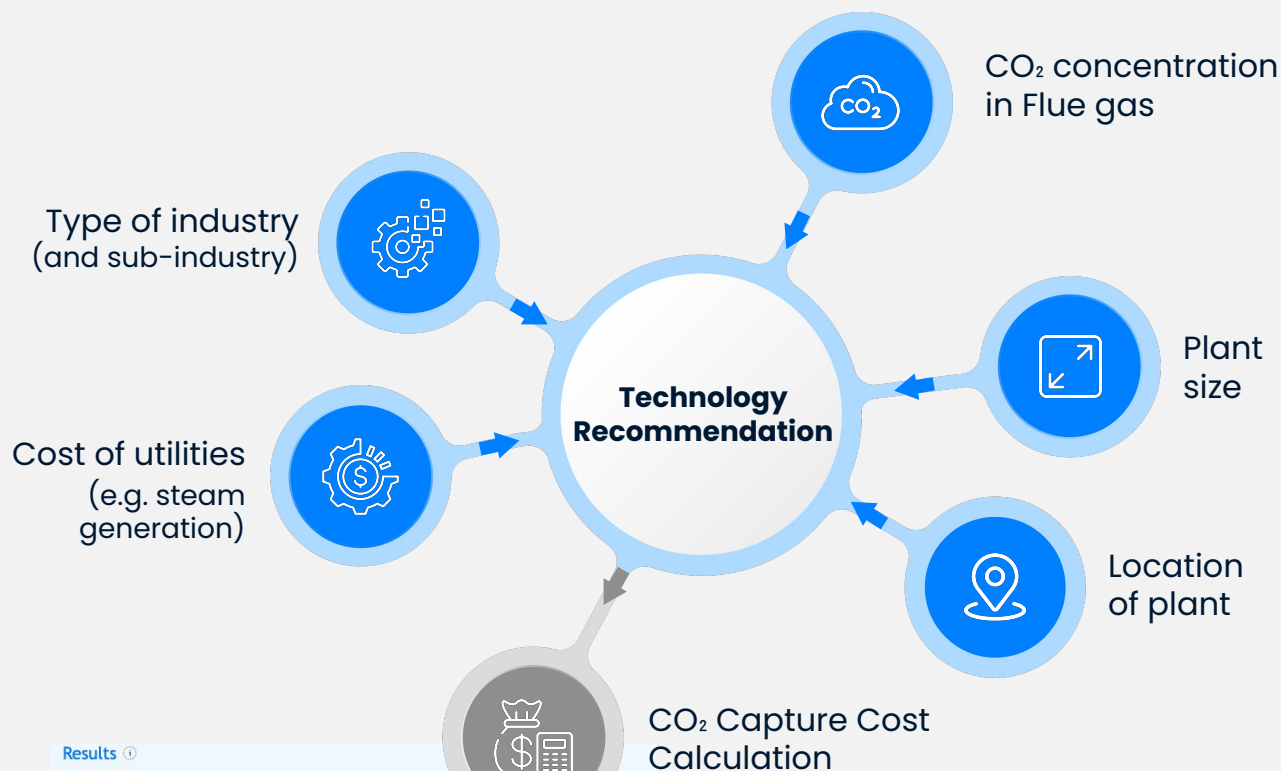 CO₂ concentration
in Flue gas
CO₂
Type of industry
(and sub-industry)
Plant
size
Technology
Recommendation
Cost of utilities
(e.g. steam
generation)
$
Location
of plant
CO₂ Capture Cost
Calculation
$
Results i